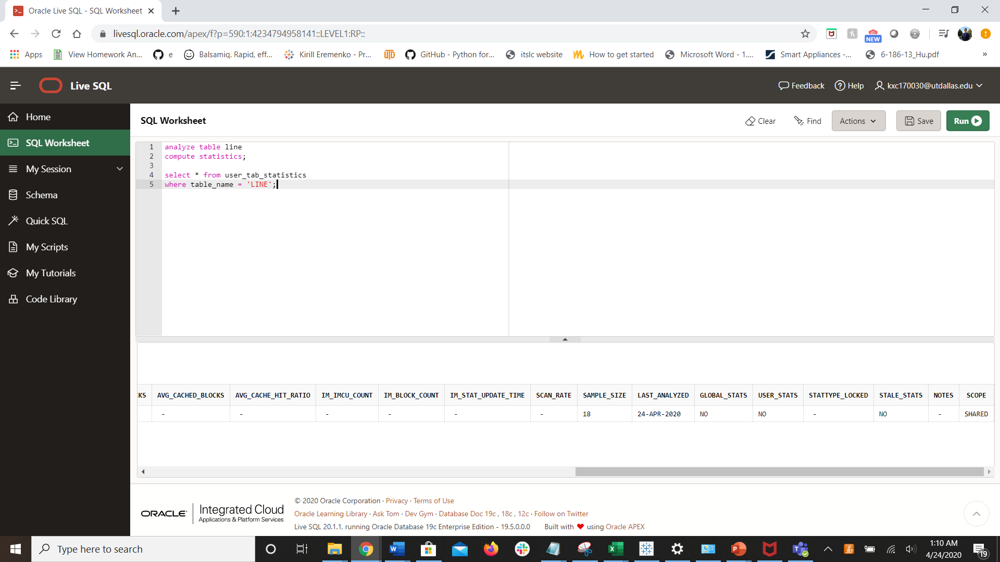 Oracle Live SQL - SQL Worksheet
livesql.oracle.com/apex/f?p=590:1:4234794958141::LEVEL1:RP::
NEW
Apps View Homework An... e Balsamiq. Rapid, eff... Kirill Eremenko - Pr... UTD GitHub - Python for... itslc website How to get started Microsoft Word - 1.... Smart Appliances -... 6-186-13_Hu.pdf »
Live SQL
Feedback Help kxc170030@utdallas.edu
Home
SQL Worksheet
My Session
Schema
Quick SQL
My Scripts
My Tutorials
Code Library
SQL Worksheet
Clear Find Actions Save Run
1 analyze table line
2 compute statistics;
3
4 select * from user_tab_statistics
5 where table_name = 'LINE';
KS AVG_CACHED_BLOCKS AVG_CACHE_HIT_RATIO IM_IMCU_COUNT IM_BLOCK_COUNT IM_STAT_UPDATE_TIME SCAN_RATE SAMPLE_SIZE LAST_ANALYZED GLOBAL_STATS USER_STATS STATTYPE_LOCKED STALE_STATS NOTES SCOPE
- - - - - - 18 24-APR-2020 NO NO - NO - SHARED
ORACLE Integrated Cloud
Applications & Platform Services
© 2020 Oracle Corporation · Privacy · Terms of Use
Oracle Learning Library · Ask Tom · Dev Gym · Database Doc 19c, 18c, 12c · Follow on Twitter
Live SQL 20.1.1, running Oracle Database 19c Enterprise Edition - 19.5.0.0.0 Built with ❤ using Oracle APEX
Type here to search
1:10 AM
4/24/2020
19